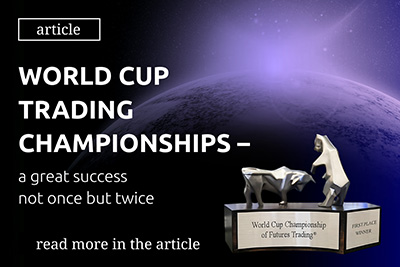 article
WORLD CUP
TRADING
CHAMPIONSHIPS –
a great success
not once but twice
World Cup Championship
of Futures Trading®
FIRST PLACE
WINNER
read more in the article